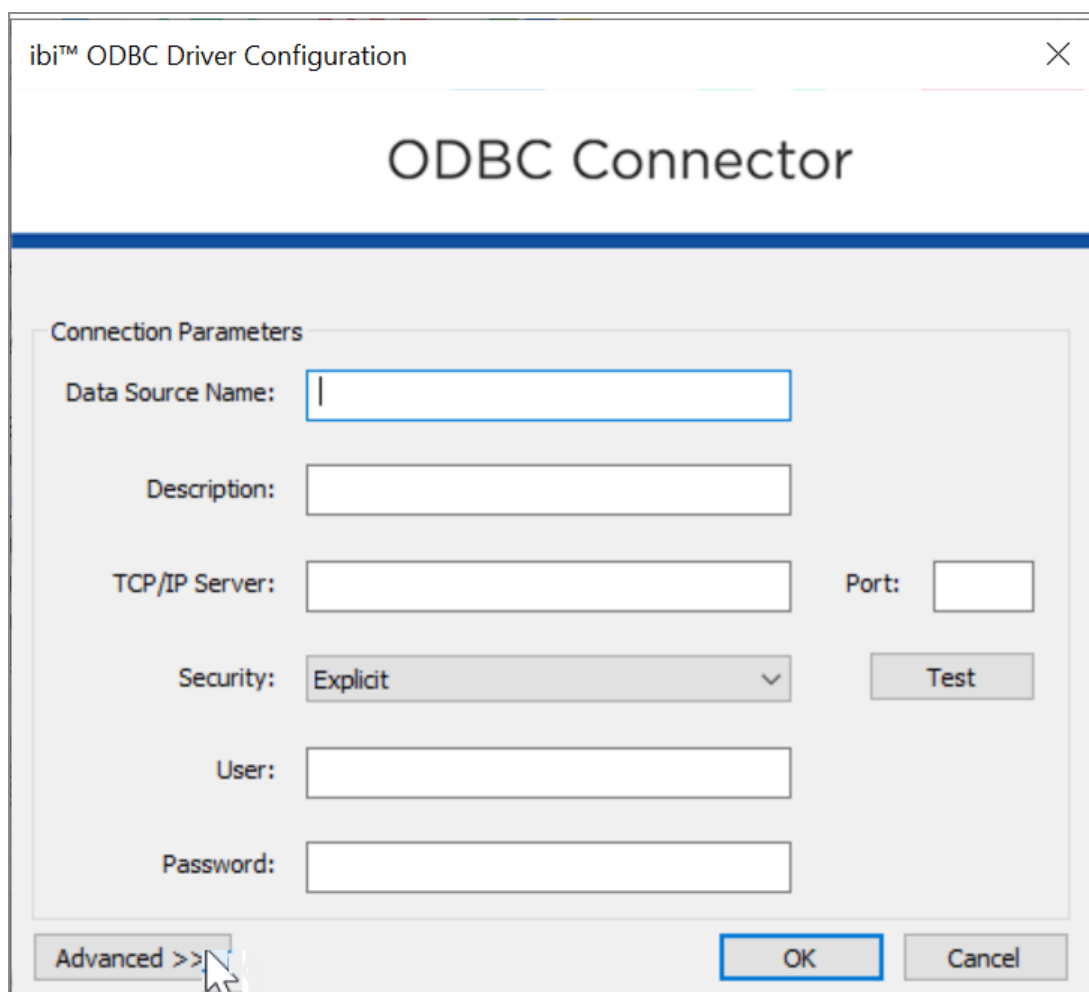 ibi™ ODBC Driver Configuration
ODBC Connector
Connection Parameters
Data Source Name:
Description:
TCP/IP Server: Port:
Security: Explicit Test
User:
Password:
Advanced >> OK Cancel